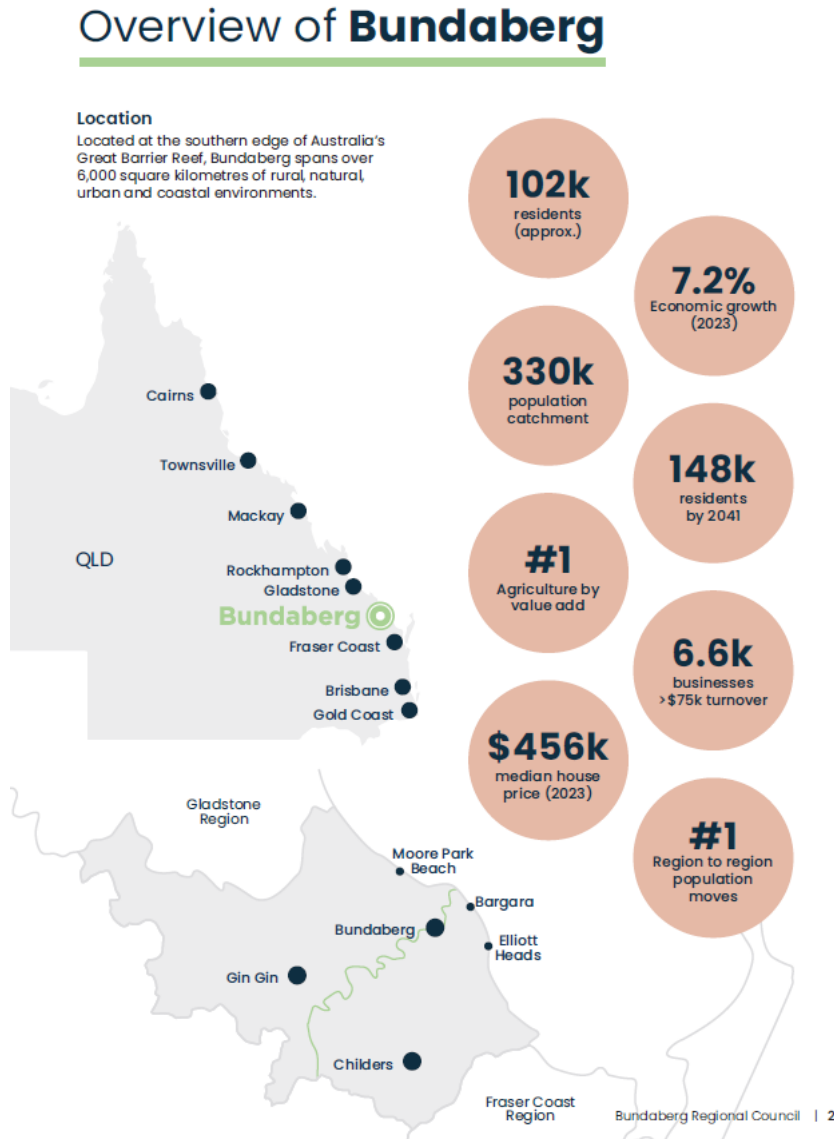 Overview of Bundaberg
Location
Located at the southern edge of Australia's
Great Barrier Reef, Bundaberg spans over
6,000 square kilometres of rural, natural,
urban and coastal environments.
102k
residents
(approx.)
7.2%
Economic growth
(2023)
330k
population
catchment
148k
residents
by 2041
#1
Agriculture by
value add
6.6k
businesses
>$75k turnover
$456k
median house
price (2023)
#1
Region to region
population
moves
Cairns
Townsville
Mackay
QLD
Rockhampton
Gladstone
Bundaberg
Fraser Coast
Brisbane
Gold Coast
Gladstone
Region
Moore Park
Beach
Bargara
Bundaberg
Elliott
Heads
Gin Gin
Childers
Fraser Coast
Region
Bundaberg Regional Council | 2